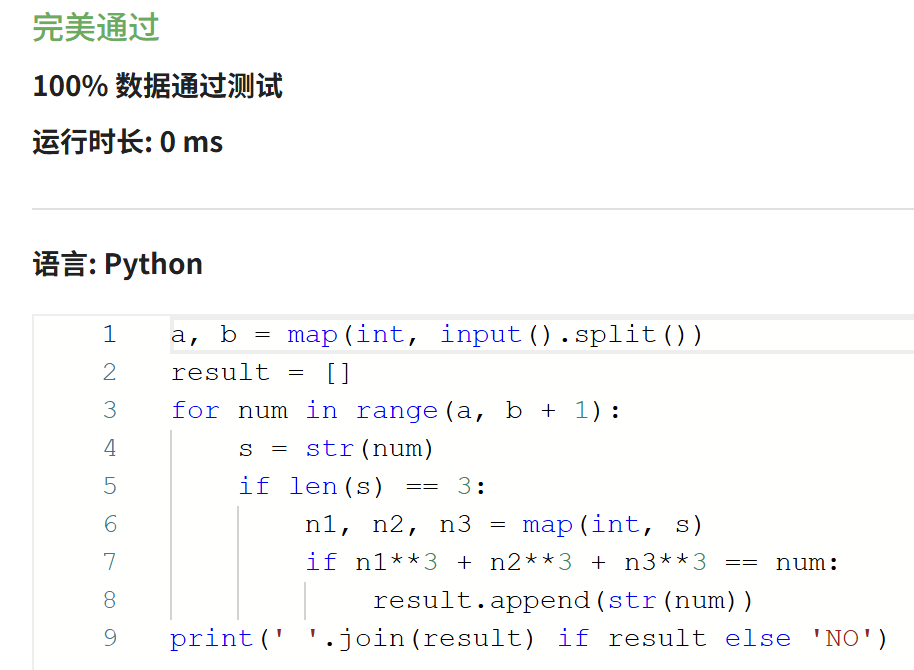 完美通过
100% 数据通过测试
运行时长: 0 ms
语言: Python
1 a, b = map(int, input().split())
2 result = []
3 for num in range(a, b + 1):
4     s = str(num)
5     if len(s) == 3:
6         n1, n2, n3 = map(int, s)
7         if n1**3 + n2**3 + n3**3 == num:
8             result.append(str(num))
9 print(' '.join(result) if result else 'NO')